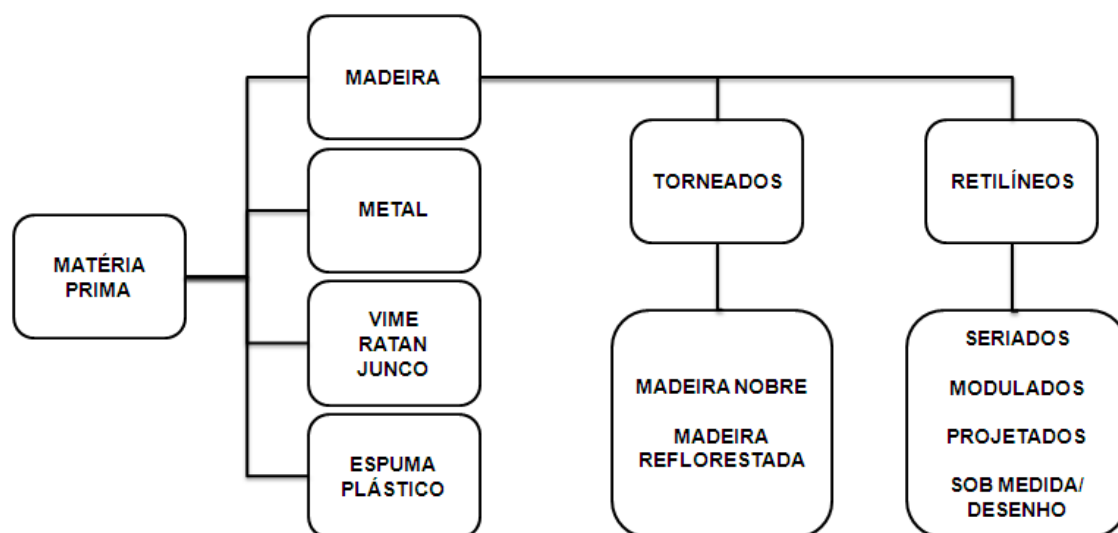 MATÉRIA
PRIMA
MADEIRA
METAL
VIME
RATAN
JUNCO
ESPUMA
PLÁSTICO
TORNEADOS
MADEIRA NOBRE
MADEIRA
REFLORESTADA
RETILÍNEOS
SERIADOS
MODULADOS
PROJETADOS
SOB MEDIDA/
DESENHO